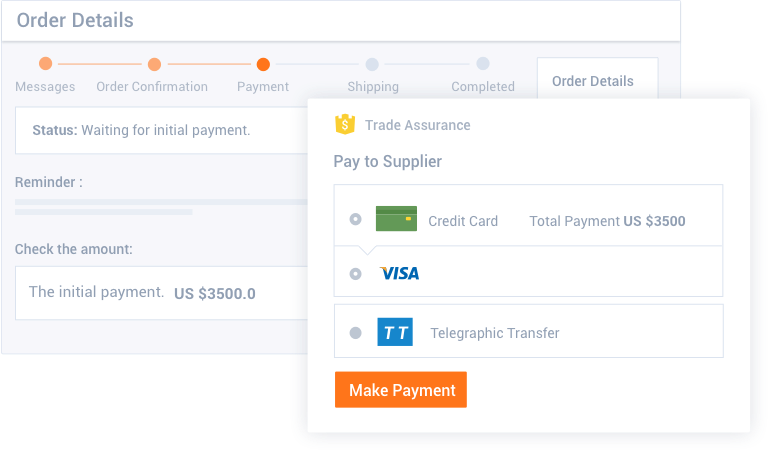 Order Details
Messages Order Confirmation Payment Shipping Completed
Order Details
Status: Waiting for initial payment.
Reminder :
Check the amount:
The initial payment. US $3500.0
$ Trade Assurance
Pay to Supplier
Credit Card Total Payment US $3500
VISA
TT Telegraphic Transfer
Make Payment